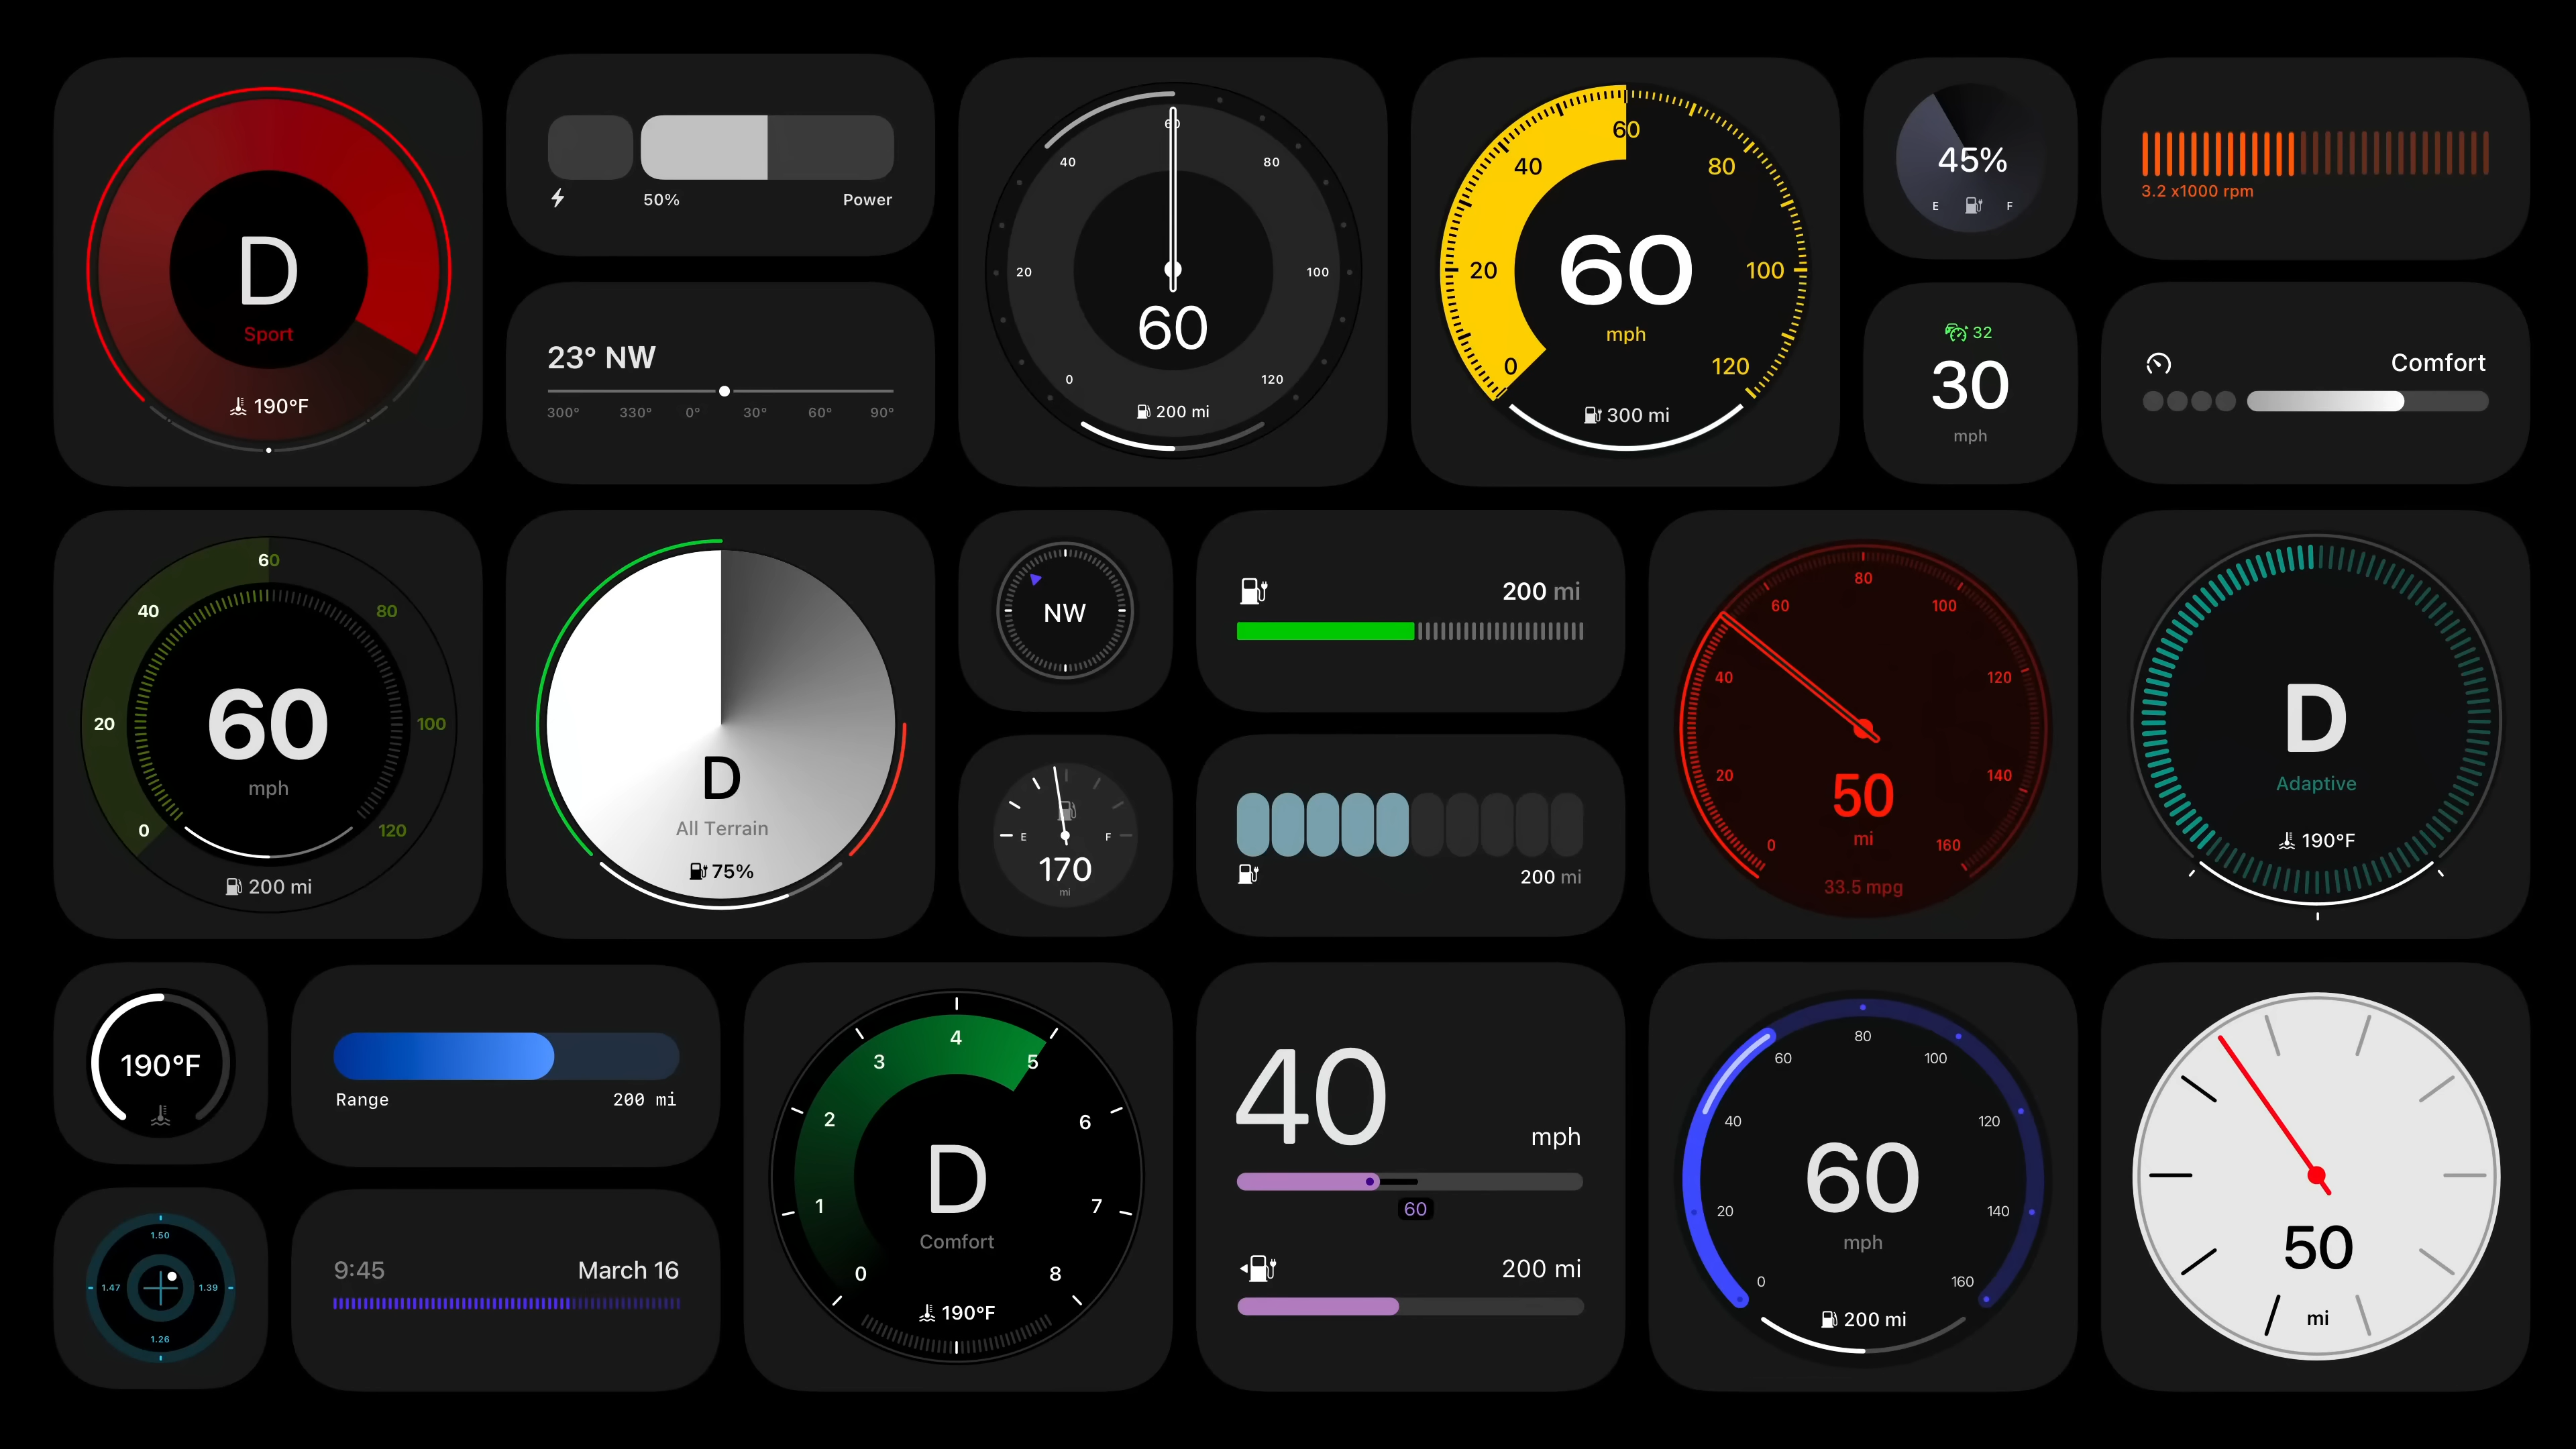 D
Sport
190°F
50%
Power
23° NW
300° 330° 0° 30° 60° 90°
60
40
80
20
100
0
120
60
200 mi
60
40
80
20
100
0
120
60
mph
300 mi
45%
E F
3.2 x1000 rpm
32
30
mph
Comfort
60
40
80
20
100
0
120
60
mph
200 mi
D
All Terrain
75%
NW
200 mi
E F
170
mi
200 mi
80
60
100
40
120
20
140
0
160
50
mi
33.5 mpg
D
Adaptive
190°F
190°F
Range
200 mi
1.50
1.47
1.39
1.26
9:45
March 16
4
3
5
2
6
1
7
0
8
D
Comfort
190°F
40
mph
60
200 mi
80
60
100
40
120
20
140
0
160
60
mph
200 mi
50
mi